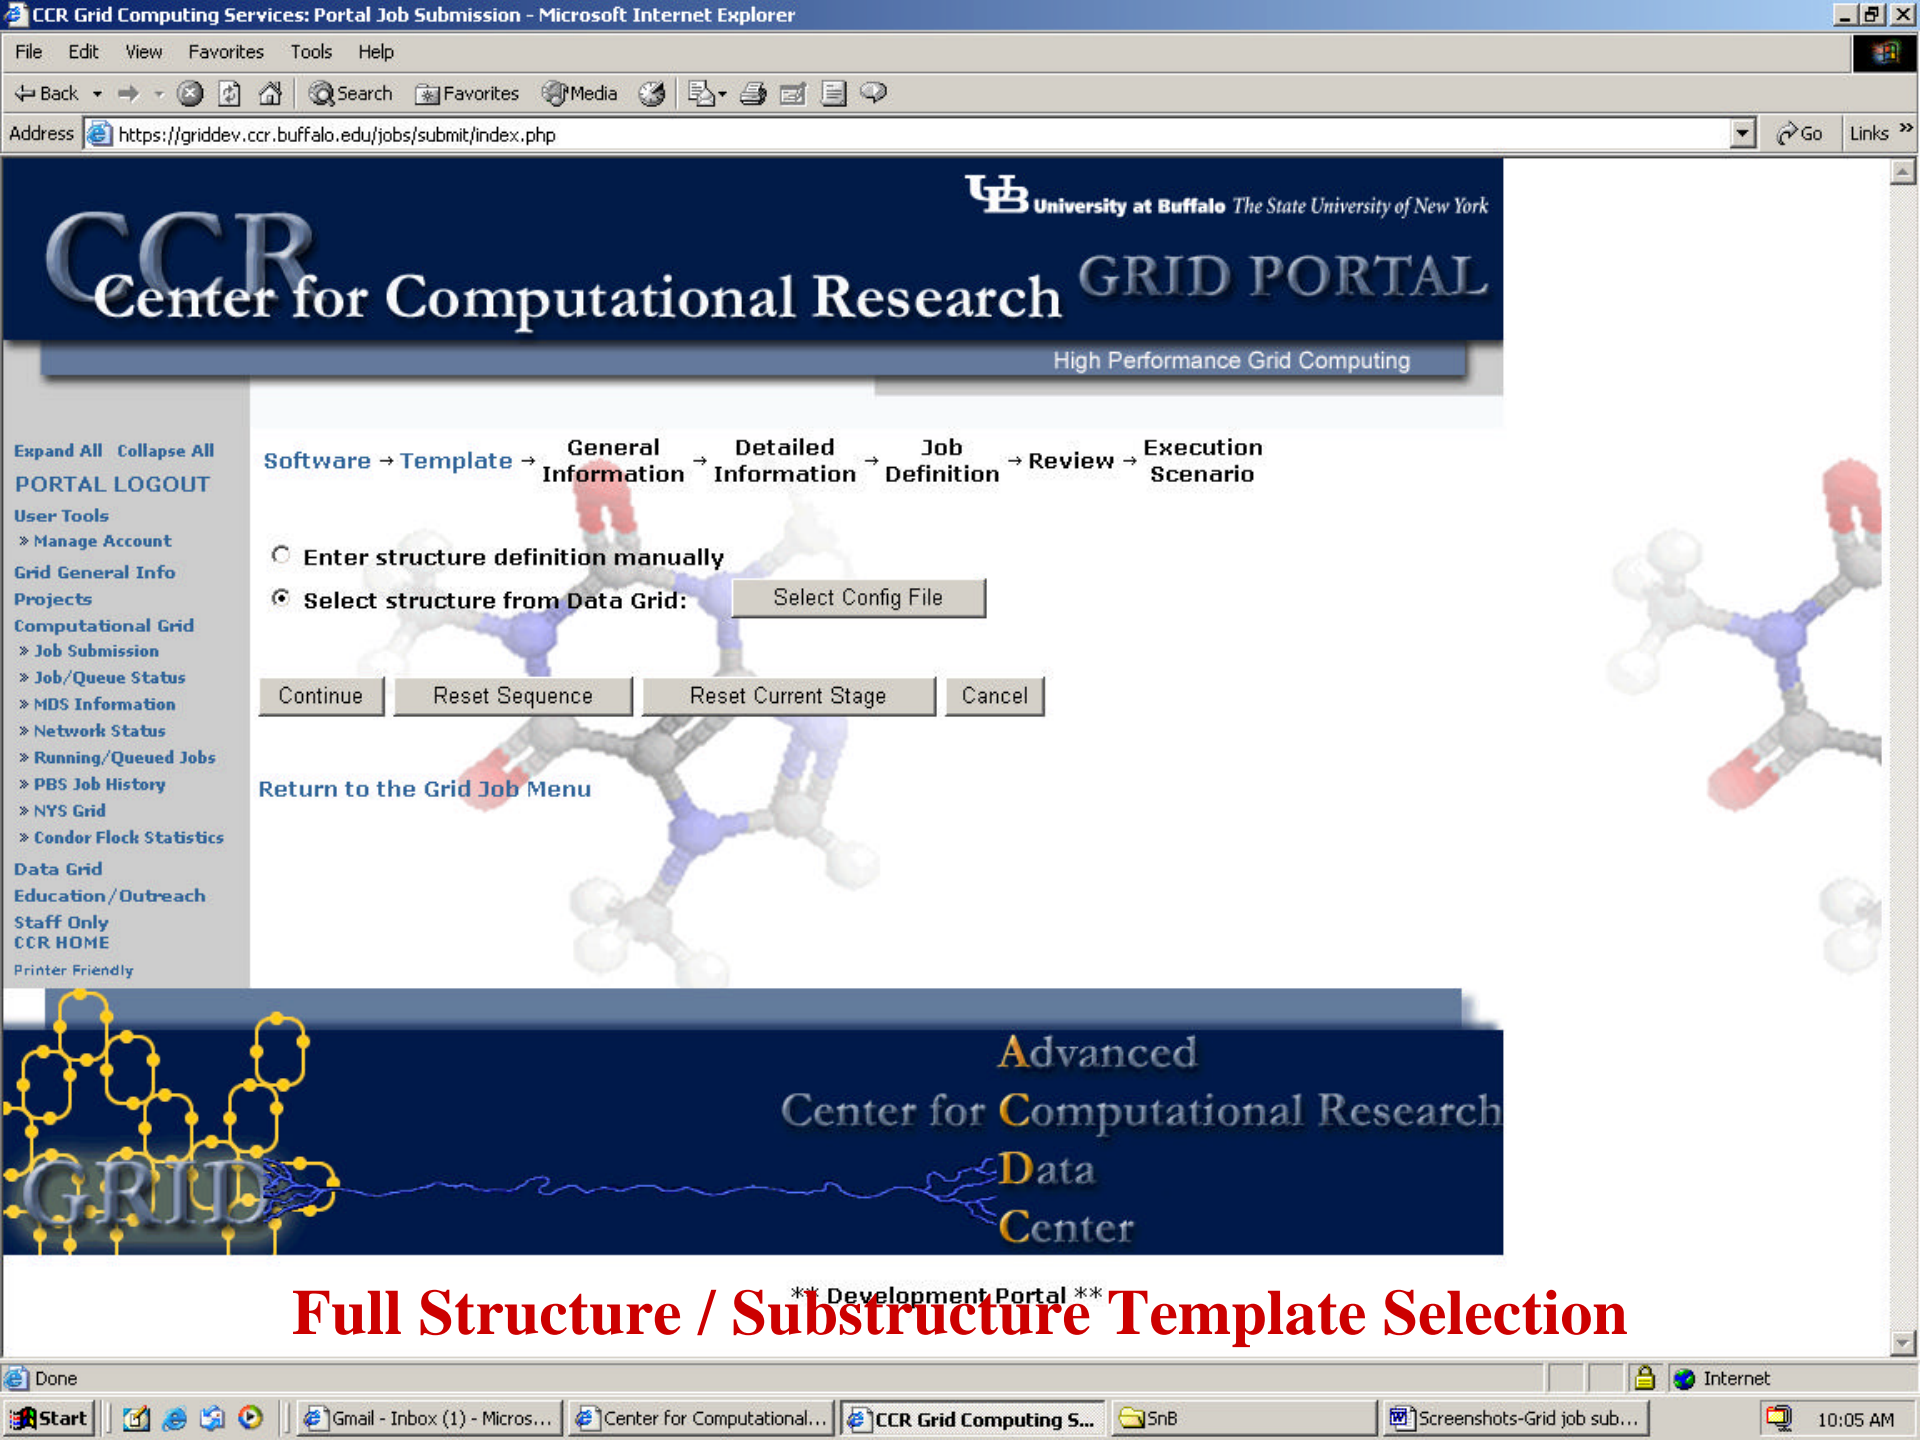 CCR Grid Computing Services: Portal Job Submission - Microsoft Internet Explorer
File Edit View Favorites Tools Help
Back Search Favorites Media
Address https://griddev.ccr.buffalo.edu/jobs/submit/index.php Go Links »
UB University at Buffalo The State University of New York
CCR
Center for Computational Research GRID PORTAL
High Performance Grid Computing
Expand All Collapse All
PORTAL LOGOUT
User Tools
» Manage Account
Grid General Info
Projects
Computational Grid
» Job Submission
» Job/Queue Status
» MDS Information
» Network Status
» Running/Queued Jobs
» PBS Job History
» NYS Grid
» Condor Flock Statistics
Data Grid
Education/Outreach
Staff Only
CCR HOME
Printer Friendly
Software → Template → General Information → Detailed Information → Job Definition → Review → Execution Scenario
Enter structure definition manually
Select structure from Data Grid: Select Config File
Continue Reset Sequence Reset Current Stage Cancel
Return to the Grid Job Menu
GRID
Advanced
Center for Computational Research
Data
Center
** Development Portal **
Full Structure / Substructure Template Selection
Done Internet
Start Gmail - Inbox (1) - Micros... Center for Computational... CCR Grid Computing S... SnB Screenshots-Grid job sub... 10:05 AM